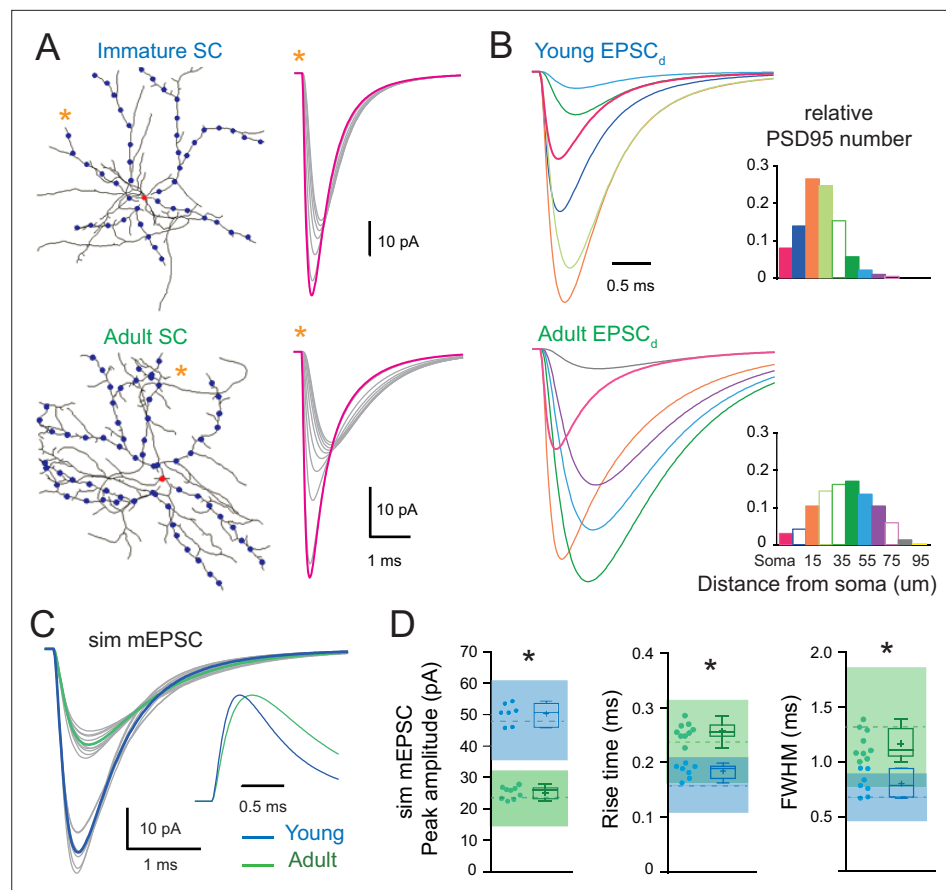 A
Immature SC
*
*
10 pA
Adult SC
*
*
10 pA
1 ms
B
Young EPSCd
0.5 ms
relative
PSD95 number
0.3
0.1
0
Adult EPSCd
0.3
0.1
0
Soma 15 35 55 75 95
Distance from soma (um)
C
sim mEPSC
0.5 ms
10 pA
1 ms
Young
Adult
D
sim mEPSC
Peak amplitude (pA)
70
60
50
40
30
20
10
0
*
Rise time (ms)
0.4
0.3
0.2
0.1
0
*
FWHM (ms)
2.0
1.5
1.0
0.5
0
*